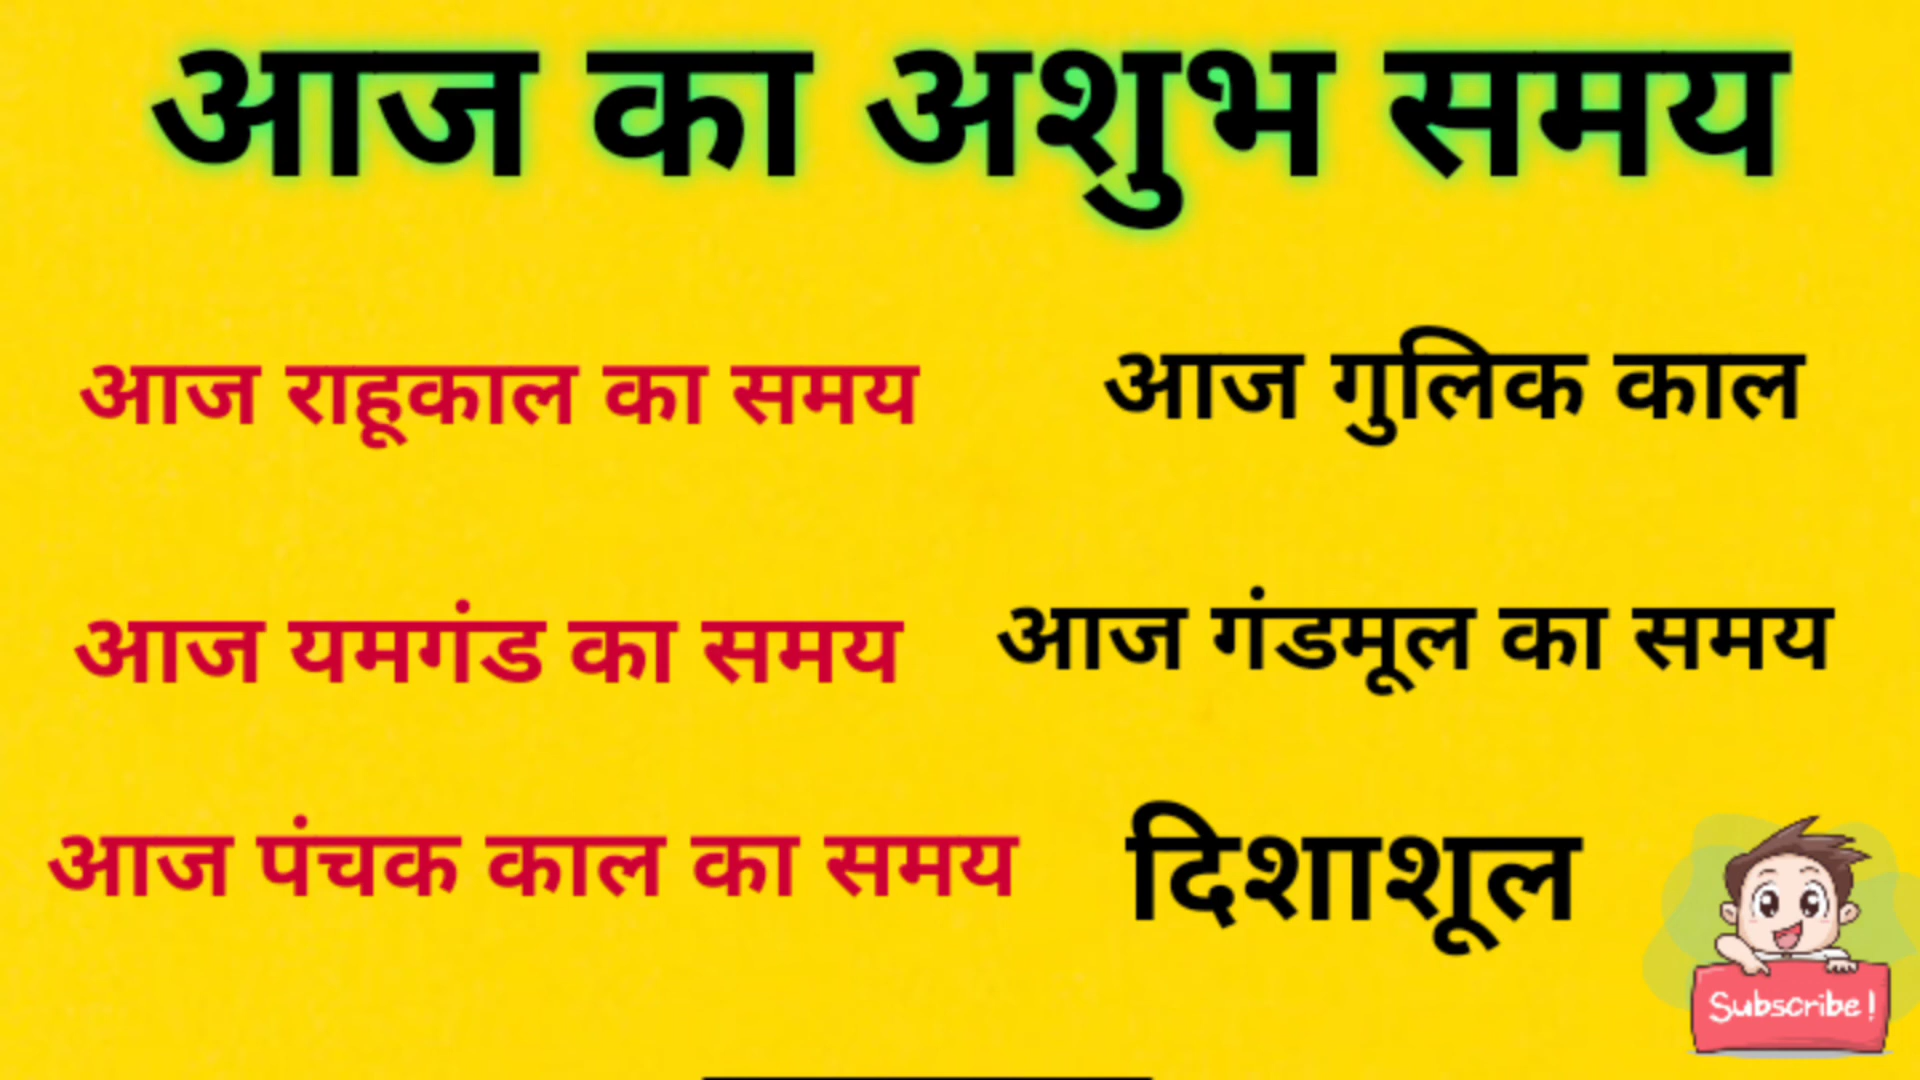 आज का अशुभ समय
आज राहूकाल का समय
आज गुलिक काल
आज यमगंड का समय
आज गंडमूल का समय
आज पंचक काल का समय
दिशाशूल
Subscribe!